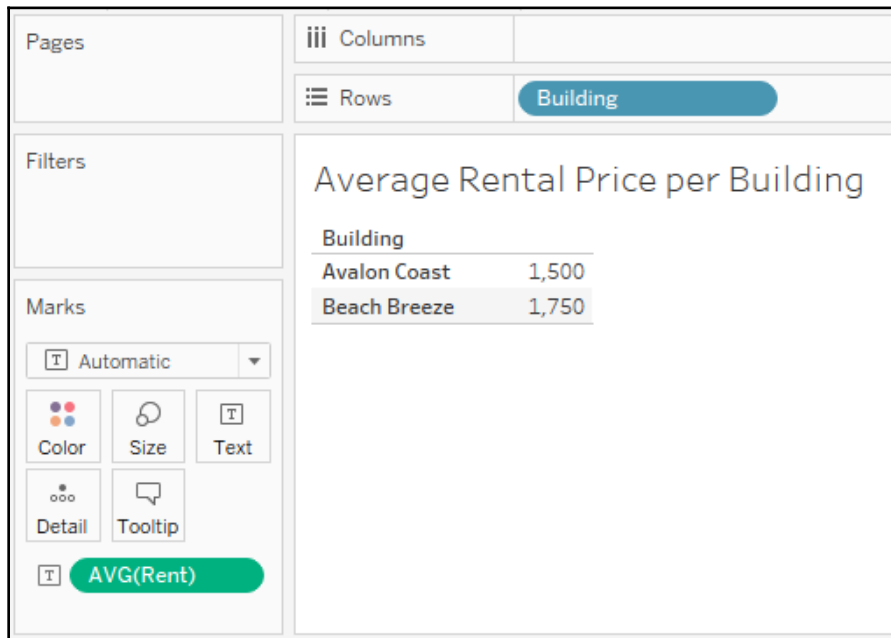 Pages
Columns
Rows
Building
Filters
Average Rental Price per Building
Building
Avalon Coast 1,500
Beach Breeze 1,750
Marks
T Automatic
T
Color Size Text
Detail Tooltip
T AVG(Rent)